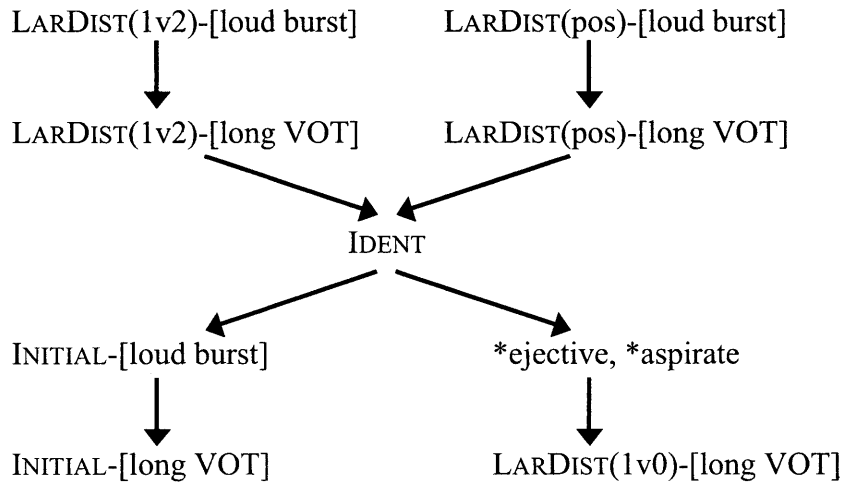 LARDIST(1v2)-[loud burst] LARDIST(pos)-[loud burst]
LARDIST(1v2)-[long VOT] LARDIST(pos)-[long VOT]
IDENT
INITIAL-[loud burst] *ejective, *aspirate
INITIAL-[long VOT] LARDIST(1v0)-[long VOT]